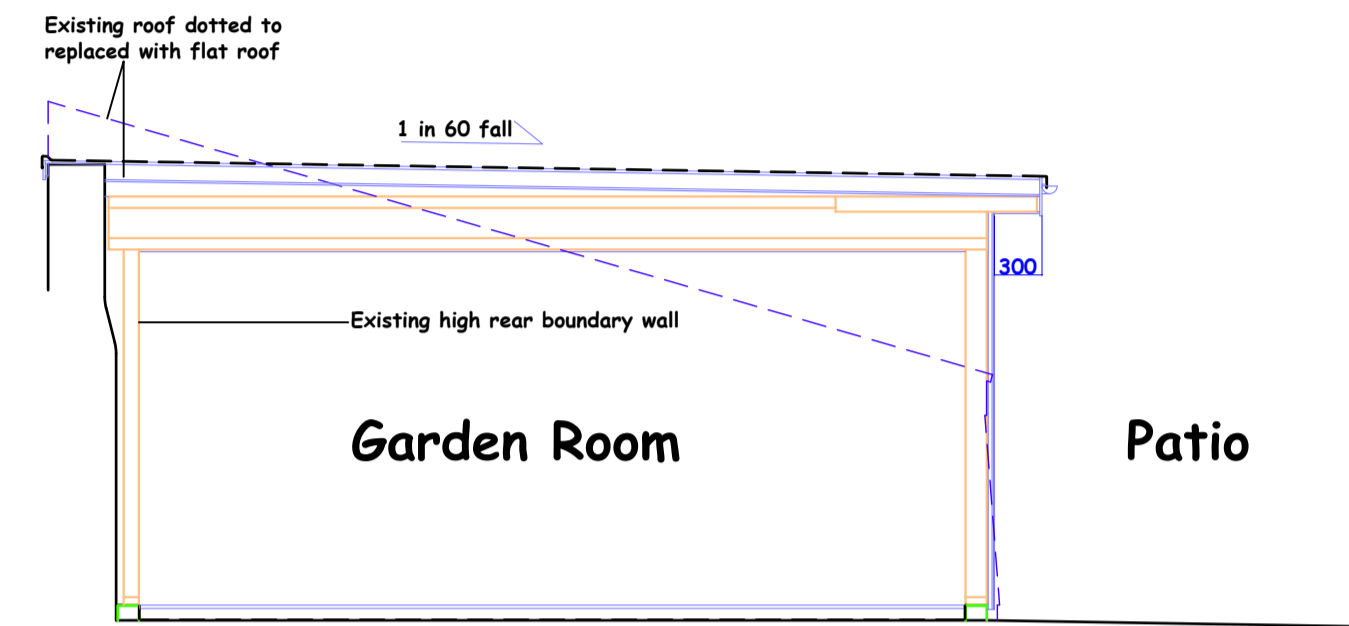 Existing roof dotted to
replaced with flat roof
1 in 60 fall
300
Existing high rear boundary wall
Garden Room
Patio